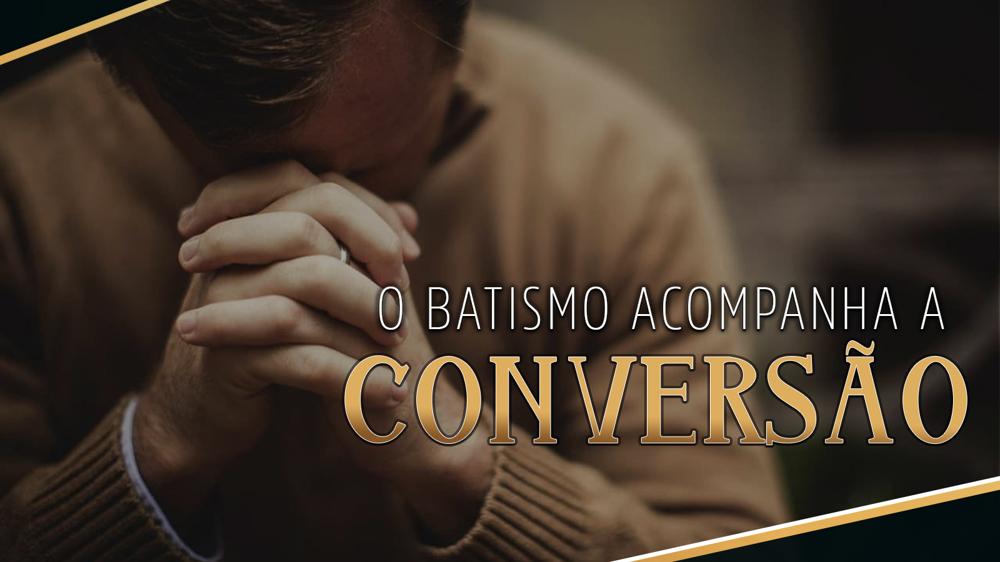 O BATISMO ACOMPANHA A
CONVERSÃO